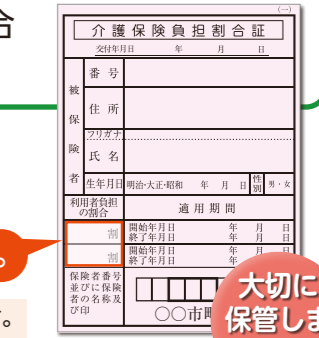 合
(一)
介護保険負担割合証
交付年月日 年 月 日
被保険者
番号
住所
フリガナ
氏名
生年月日 明治・大正・昭和 年 月 日 性別 男・女
利用者負担の割合 適用期間
割 開始年月日 年 月 日
終了年月日 年 月 日
割 開始年月日 年 月 日
終了年月日 年 月 日
保険者番号
並びに保険
者の名称及
び印
○○市町
。
。
大切に
保管しま